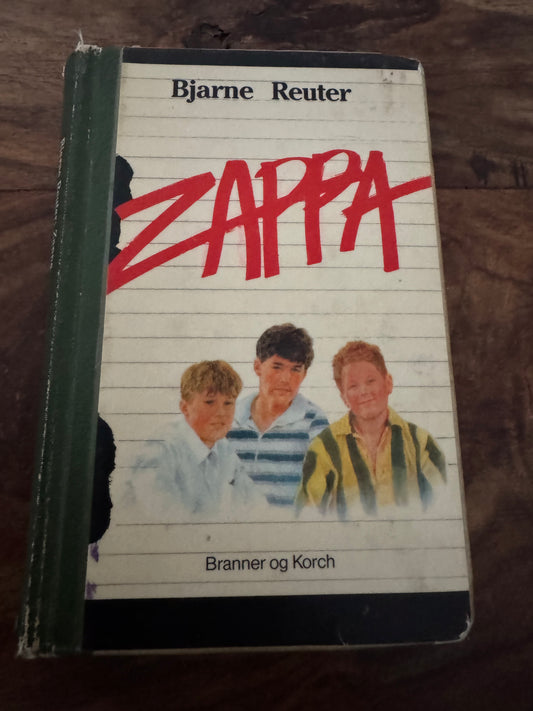 Bjarne Reuter
ZAPPA
Branner og Korch